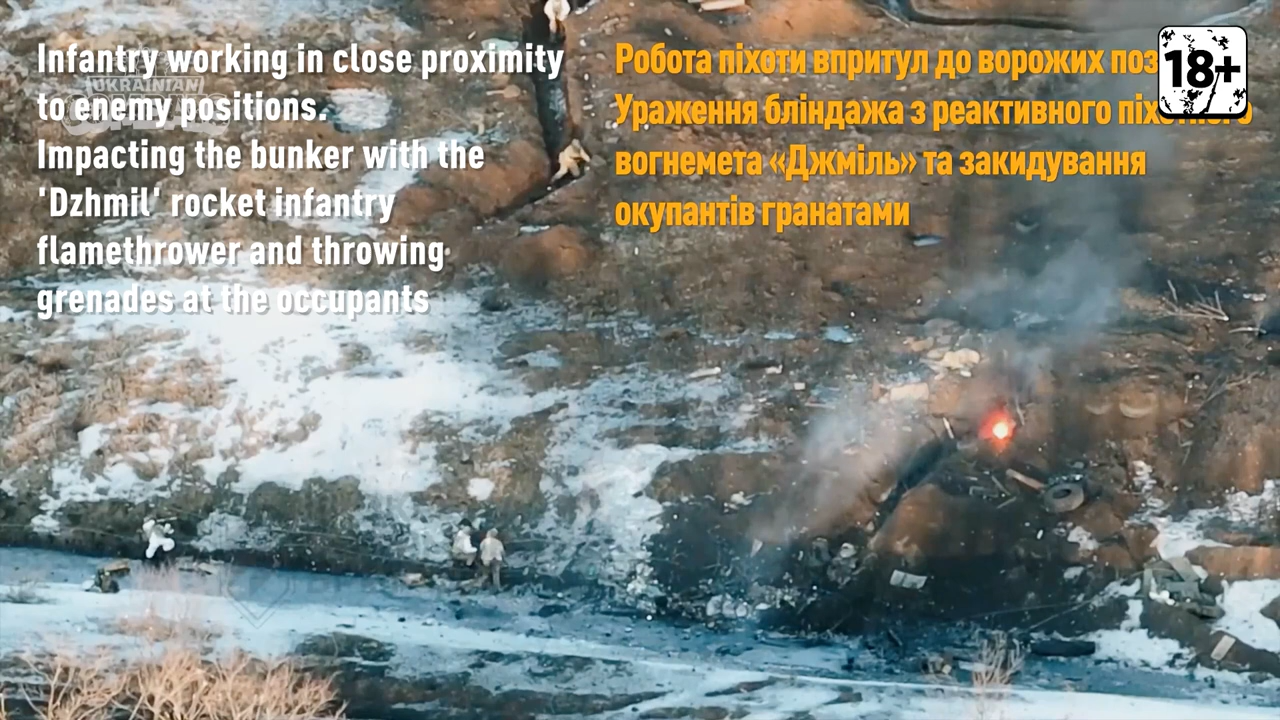 Infantry working in close proximity
to enemy positions.
Impacting the bunker with the
'Dzhmil' rocket infantry
flamethrower and throwing
grenades at the occupants
Робота піхоти впритул до ворожих
Ураження бліндажа з реактивного
вогнемета «Джміль» та закидування
окупантів гранатами
18+
UKRAINIAN